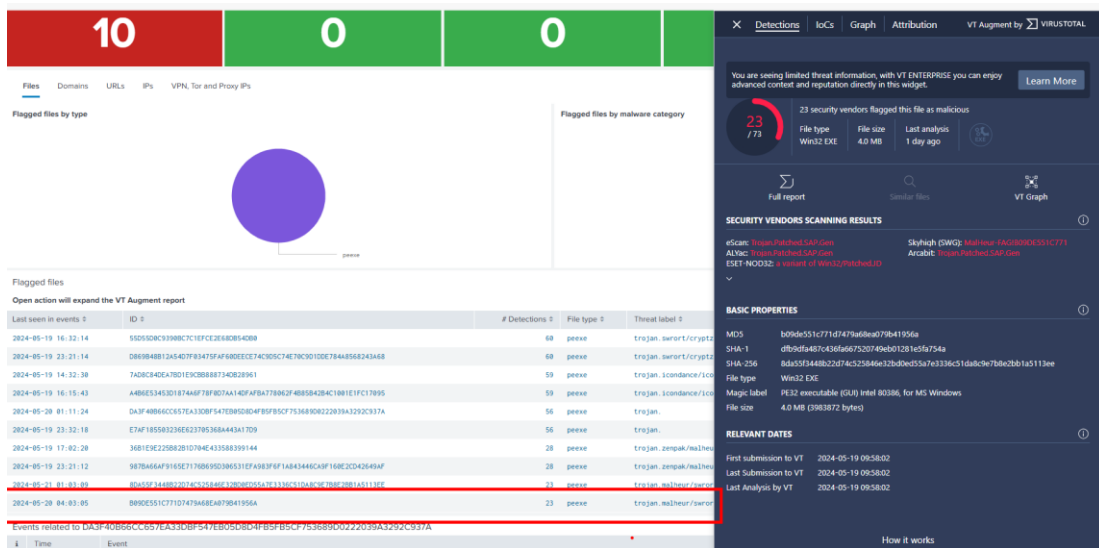 10
0
0
Files Domains URLs IPs VPN, Tor and Proxy IPs
Flagged files by type
Flagged files by malware category
peexe
Flagged files
Open action will expand the VT Augment report
Last seen in events ID # Detections File type Threat label
2024-05-19 16:32:14 55D55D8C9390BC7C1EFCE2E68DB54DB0 60 peexe trojan.swort/cryptz
2024-05-19 23:21:14 D869B48B12A54D7F03475FAF60DEECE74C9D5C74E70C9D1DDE784A8568243A68 60 peexe trojan.swort/cryptz
2024-05-19 14:32:30 7AD8C84DEA7BD1E9CBB888734DB28961 59 peexe trojan.icondance/ico
2024-05-19 16:15:43 A4B6E53453D1874A6F78F8D7AA14DFAFBA778062F4B85B42B4C1001E1FC17095 59 peexe trojan.icondance/ico
2024-05-20 01:11:24 DA3F40B66CC657EA33DBF547EB05D8D4FB5FB5CF753689D0222039A3292C937A 56 peexe trojan.
2024-05-19 23:32:18 E7AF185503236E623705368A443A17D9 56 peexe trojan.
2024-05-19 17:02:20 36B1E9E225B82B1D704E433588399144 28 peexe trojan.zenpak/malheu
2024-05-19 23:21:12 987BA66AF9165E7176B695D306531EFA983F6F1A843446CA9F168E2CD42649AF 28 peexe trojan.zenpak/malheu
2024-05-21 01:03:09 8DA55F3448B22D74C525846E32BD0ED55A7E3336C51DA8C9E7B8E2BB1A5113EE 23 peexe trojan.malheur/swror
2024-05-20 04:03:05 B09DE551C771D7479A68EA079B41956A 23 peexe trojan.malheur/swror
Events related to DA3F40B66CC657EA33DBF547EB05D8D4FB5FB5CF753689D0222039A3292C937A
i Time Event
Detections IoCs Graph Attribution VT Augment by VIRUSTOTAL
You are seeing limited threat information, with VT ENTERPRISE you can enjoy
advanced context and reputation directly in this widget.
Learn More
23
/ 73
23 security vendors flagged this file as malicious
File type File size Last analysis
Win32 EXE 4.0 MB 1 day ago
Full report Similar files VT Graph
SECURITY VENDORS SCANNING RESULTS
eScan: Trojan.Patched.SAP.Gen Skyhigh (SWG): MalHeur-FAGI!B09DE551C771
ALYac: Trojan.Patched.SAP.Gen Arcabit: Trojan.Patched.SAP.Gen
ESET-NOD32: a variant of Win32/Patched.ID
BASIC PROPERTIES
MD5 b09de551c771d7479a68ea079b41956a
SHA-1 dfb9dfa487c436fa667520749eb01281e5fa754a
SHA-256 8da55f3448b22d74c525846e32bd0ed55a7e3336c51da8c9e7b8e2bb1a5113ee
File type Win32 EXE
Magic label PE32 executable (GUI) Intel 80386, for MS Windows
File size 4.0 MB (3983872 bytes)
RELEVANT DATES
First submission to VT 2024-05-19 09:58:02
Last Submission to VT 2024-05-19 09:58:02
Last Analysis by VT 2024-05-19 09:58:02
How it works